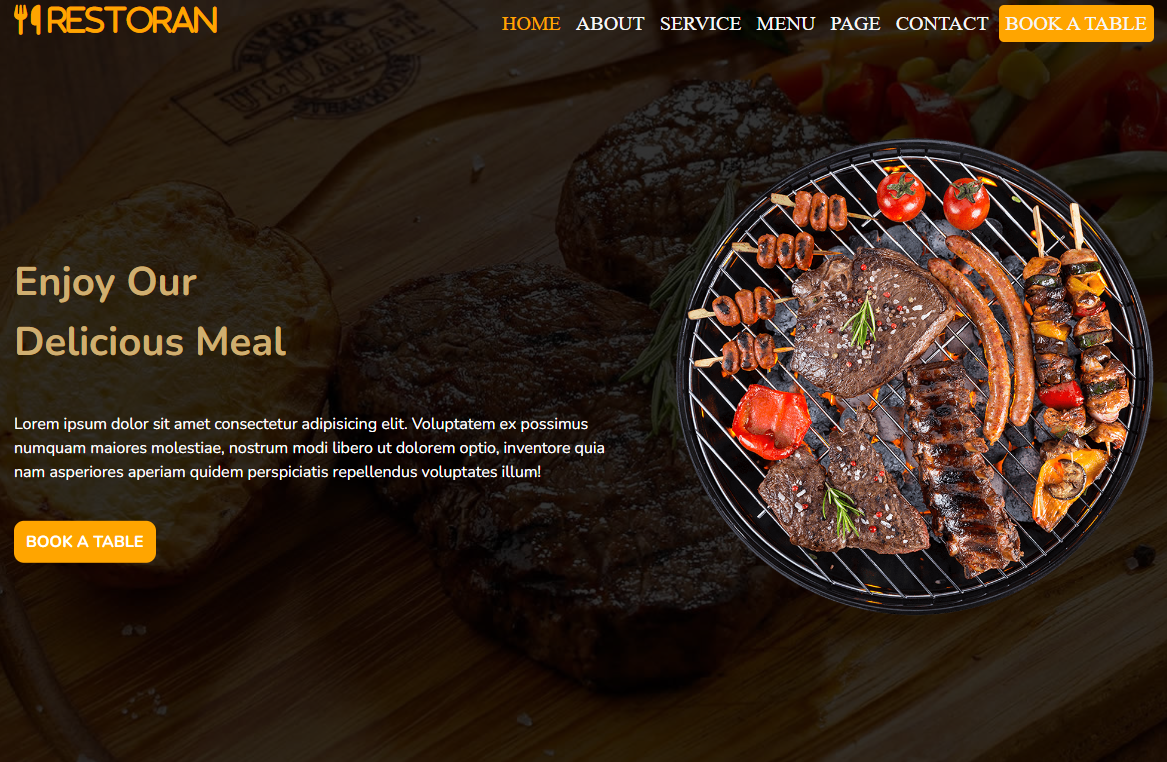 RESTORAN
HOME ABOUT SERVICE MENU PAGE CONTACT BOOK A TABLE
Enjoy Our
Delicious Meal
Lorem ipsum dolor sit amet consectetur adipisicing elit. Voluptatem ex possimus
numquam maiores molestiae, nostrum modi libero ut dolorem optio, inventore quia
nam asperiores aperiam quidem perspiciatis repellendus voluptates illum!
BOOK A TABLE